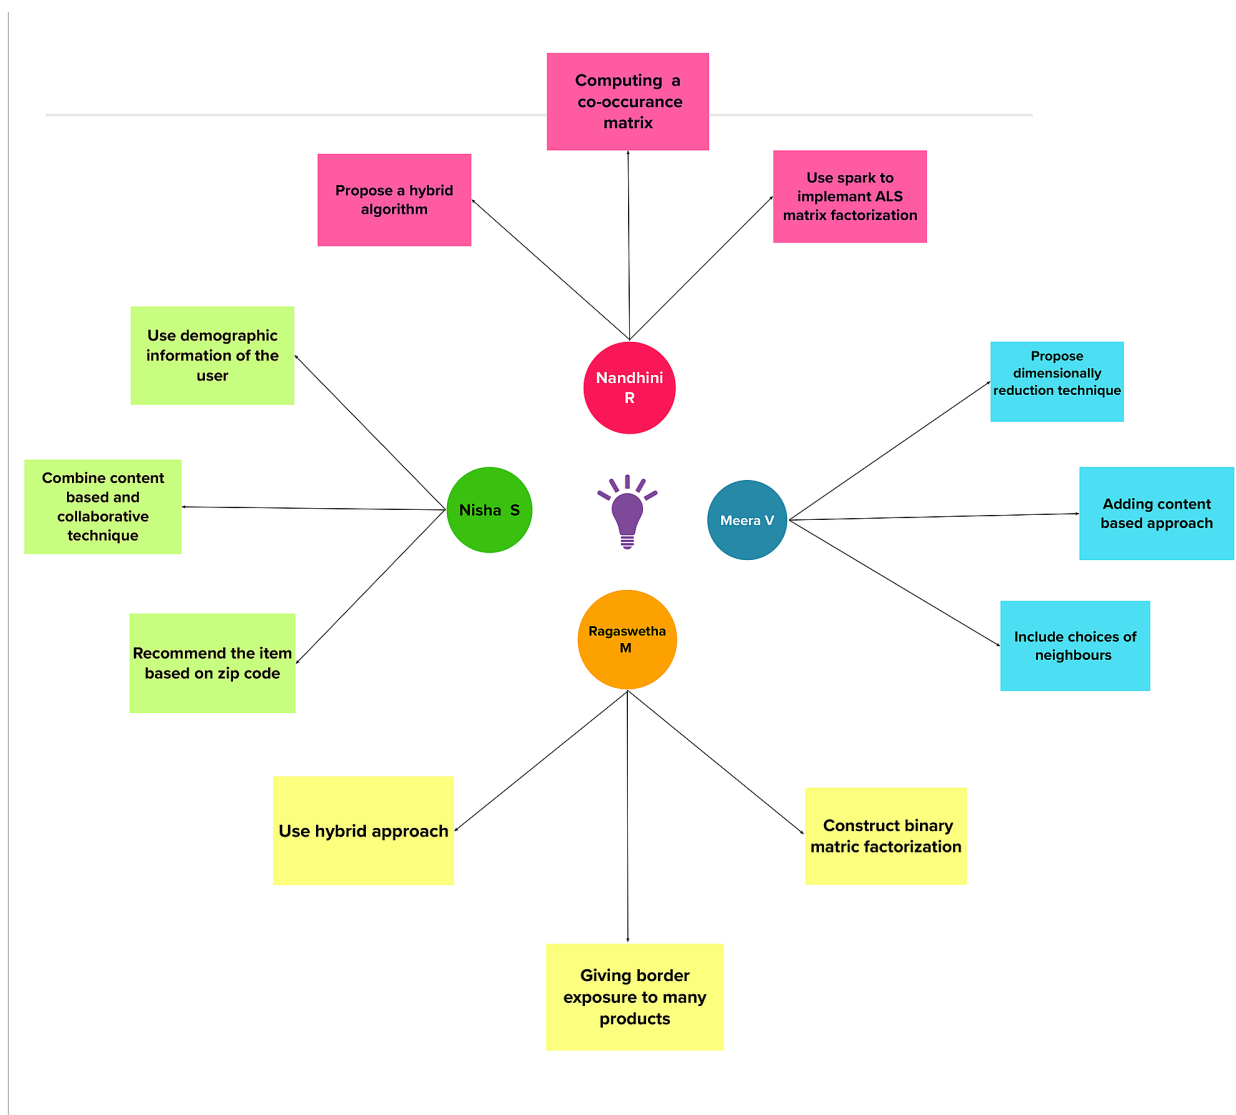 Computing a
co-occurance
matrix
Propose a hybrid
algorithm
Use spark to
implemant ALS
matrix factorization
Nandhini
R
Use demographic
information of the
user
Combine content
based and
collaborative
technique
Recommend the item
based on zip code
Nisha S
Meera V
Propose
dimensionally
reduction technique
Adding content
based approach
Include choices of
neighbours
Ragaswetha
M
Use hybrid approach
Construct binary
matric factorization
Giving border
exposure to many
products